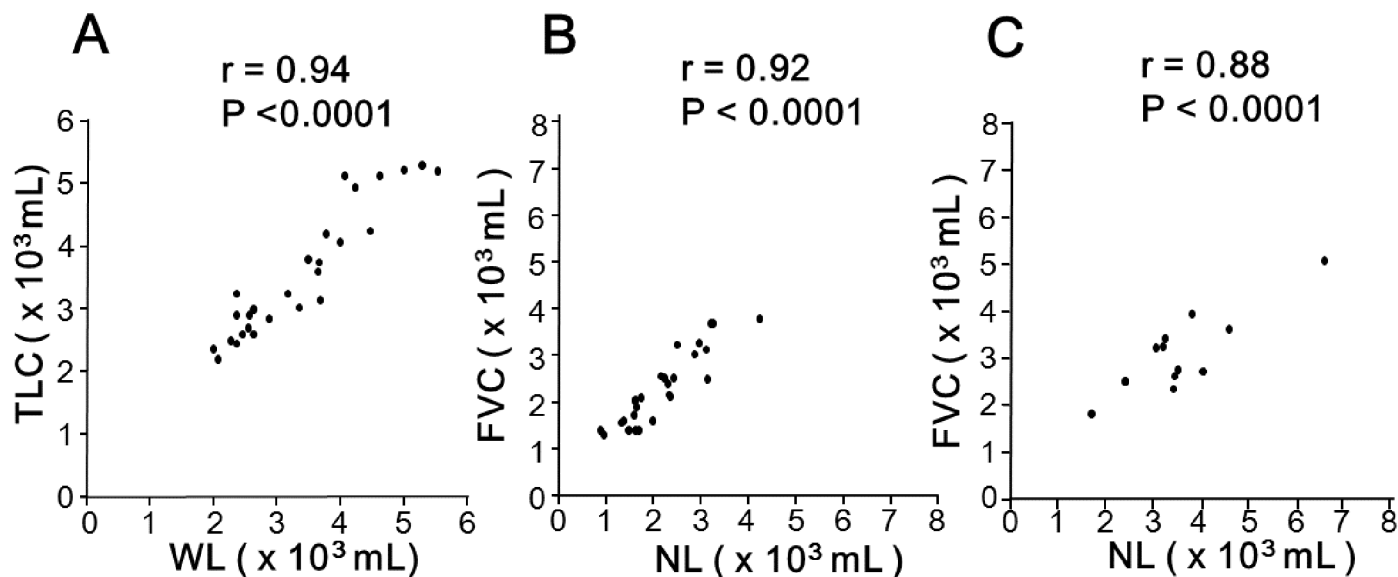 A
r = 0.94
P <0.0001
TLC ( x 10³ mL )
6
5
4
3
2
1
0
0 1 2 3 4 5 6
WL ( x 10³ mL )
B
r = 0.92
P < 0.0001
FVC ( x 10³ mL )
8
7
6
5
4
3
2
1
0
0 1 2 3 4 5 6 7 8
NL ( x 10³ mL )
C
r = 0.88
P < 0.0001
FVC ( x 10³ mL )
8
7
6
5
4
3
2
1
0
0 1 2 3 4 5 6 7 8
NL ( x 10³ mL )